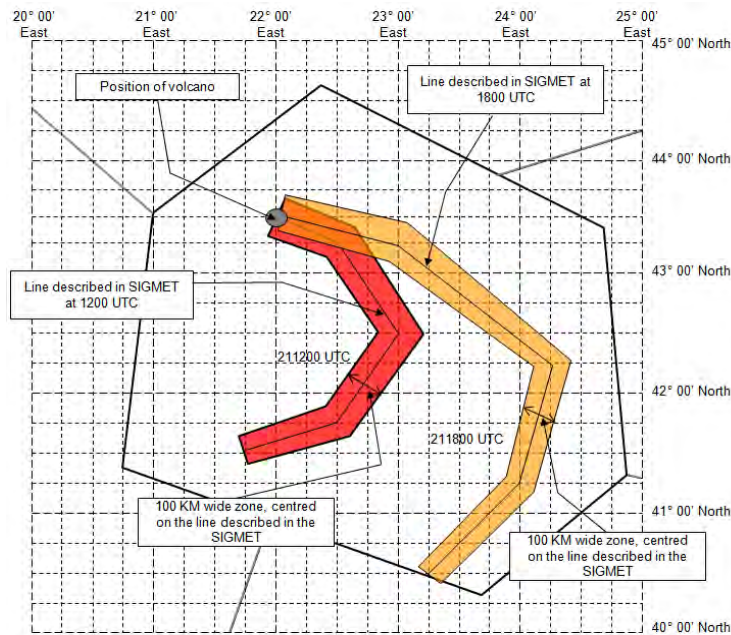 20° 00'
East
21° 00'
East
22° 00'
East
23° 00'
East
24° 00'
East
25° 00'
East
45° 00' North
Position of volcano
Line described in SIGMET at
1800 UTC
44° 00' North
43° 00' North
Line described in SIGMET
at 1200 UTC
211200 UTC
42° 00' North
211800 UTC
41° 00' North
100 KM wide zone, centred
on the line described in the
SIGMET
100 KM wide zone, centred
on the line described in the
SIGMET
40° 00' North